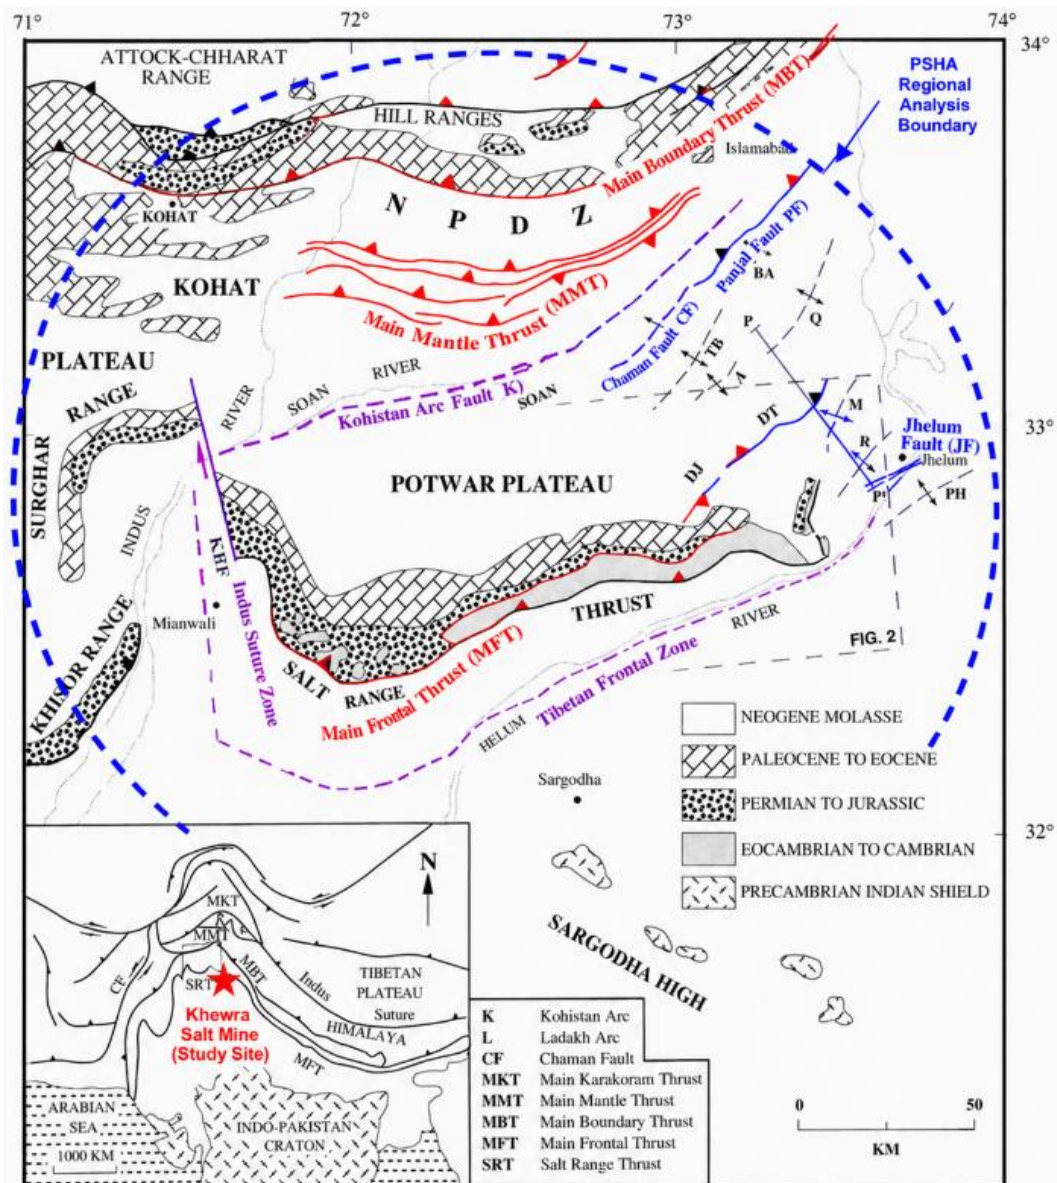 71°
72°
73°
74°
34°
33°
32°
ATTOCK-CHHARAT
RANGE
HILL RANGES
PSHA
Regional
Analysis
Boundary
Main Boundary Thrust (MBT)
Islamabad
KOHAT
N P D Z
KOHAT
PLATEAU
Main Mantle Thrust (MMT)
Panjal Fault PF)
Chaman Fault CF)
BA
Q
P
TB
A
SOAN
RIVER
RIVER
Kohistan Arc Fault K)
SOAN
SURGHAR
RANGE
INDUS
DT
DJ
M
R
Jhelum
Fault (JF)
Jhelum
P'
PH
POTWAR PLATEAU
KBF
Indus Suture Zone
Mianwali
KHISOR RANGE
SALT
RANGE
THRUST
Main Frontal Thrust (MFT)
HELUM
RIVER
Tibetan Frontal Zone
FIG. 2
Sargodha
NEOGENE MOLASSE
PALEOCENE TO EOCENE
PERMIAN TO JURASSIC
EOCAMBRIAN TO CAMBRIAN
PRECAMBRIAN INDIAN SHIELD
SARGODHA HIGH
N
MKT
MMT
CF
SRT
MBT
Indus
Suture
TIBETAN
PLATEAU
HIMALAYA
MFT
Khewra
Salt Mine
(Study Site)
ARABIAN
SEA
1000 KM
INDO-PAKISTAN
CRATON
K Kohistan Arc
L Ladakh Arc
CF Chaman Fault
MKT Main Karakoram Thrust
MMT Main Mantle Thrust
MBT Main Boundary Thrust
MFT Main Frontal Thrust
SRT Salt Range Thrust
0 50
KM